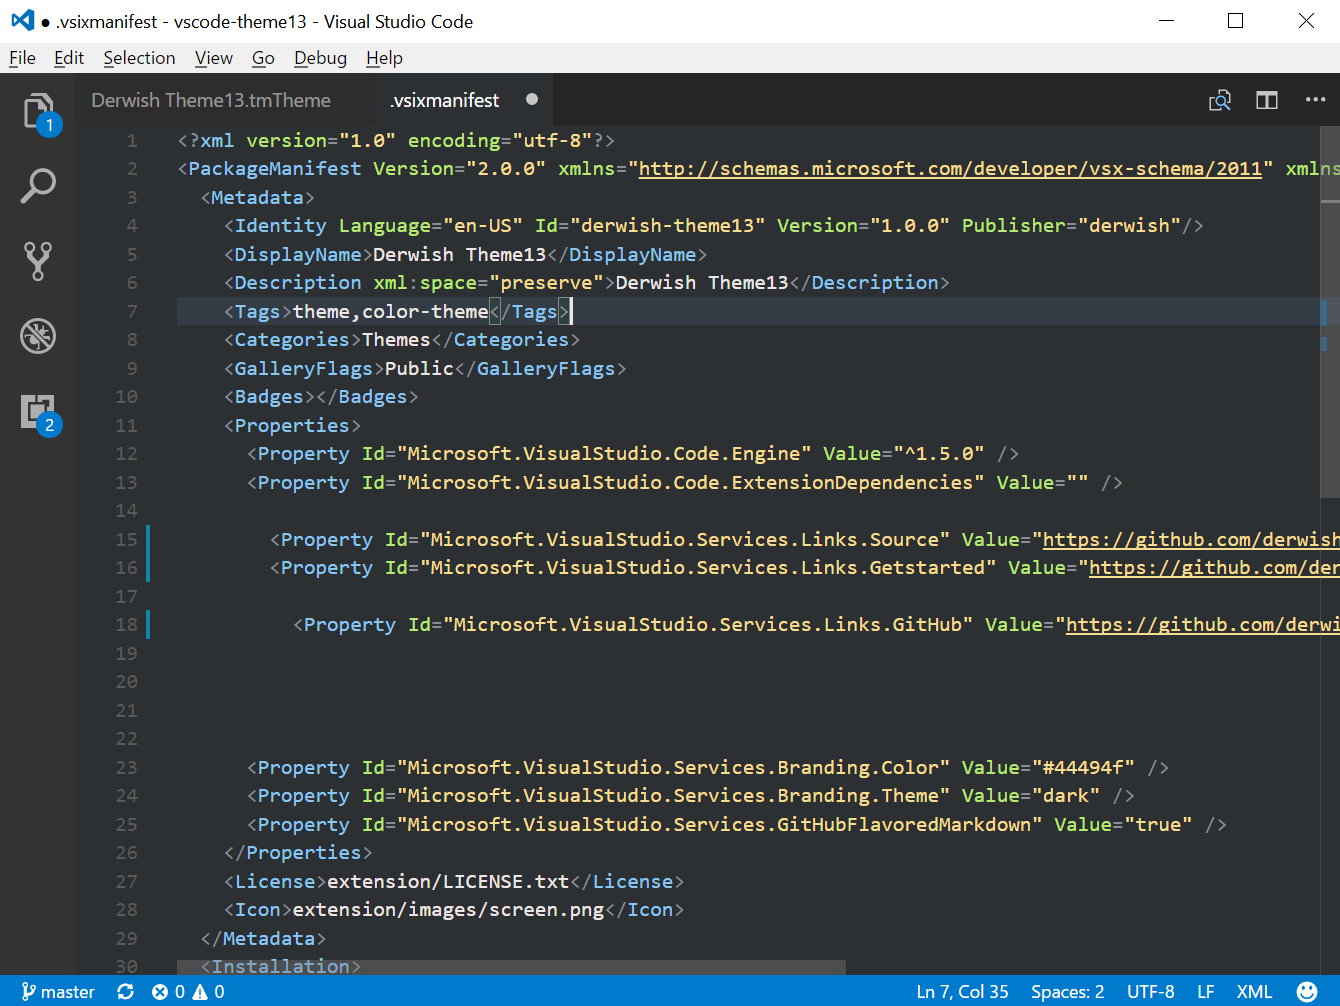 ● .vsixmanifest - vscode-theme13 - Visual Studio Code
File Edit Selection View Go Debug Help
Derwish Theme13.tmTheme .vsixmanifest ●
1 <?xml version="1.0" encoding="utf-8"?>
2 <PackageManifest Version="2.0.0" xmlns="http://schemas.microsoft.com/developer/vsx-schema/2011" xmlns
3 <Metadata>
4 <Identity Language="en-US" Id="derwish-theme13" Version="1.0.0" Publisher="derwish"/>
5 <DisplayName>Derwish Theme13</DisplayName>
6 <Description xml:space="preserve">Derwish Theme13</Description>
7 <Tags>theme,color-theme</Tags>
8 <Categories>Themes</Categories>
9 <GalleryFlags>Public</GalleryFlags>
10 <Badges></Badges>
11 <Properties>
12 <Property Id="Microsoft.VisualStudio.Code.Engine" Value="^1.5.0" />
13 <Property Id="Microsoft.VisualStudio.Code.ExtensionDependencies" Value="" />
14
15 <Property Id="Microsoft.VisualStudio.Services.Links.Source" Value="https://github.com/derwish
16 <Property Id="Microsoft.VisualStudio.Services.Links.Getstarted" Value="https://github.com/der
17
18 <Property Id="Microsoft.VisualStudio.Services.Links.GitHub" Value="https://github.com/derwi
19
20
21
22
23 <Property Id="Microsoft.VisualStudio.Services.Branding.Color" Value="#44494f" />
24 <Property Id="Microsoft.VisualStudio.Services.Branding.Theme" Value="dark" />
25 <Property Id="Microsoft.VisualStudio.Services.GitHubFlavoredMarkdown" Value="true" />
26 </Properties>
27 <License>extension/LICENSE.txt</License>
28 <Icon>extension/images/screen.png</Icon>
29 </Metadata>
30 <Installation>
1
2
master 0 0 Ln 7, Col 35 Spaces: 2 UTF-8 LF XML